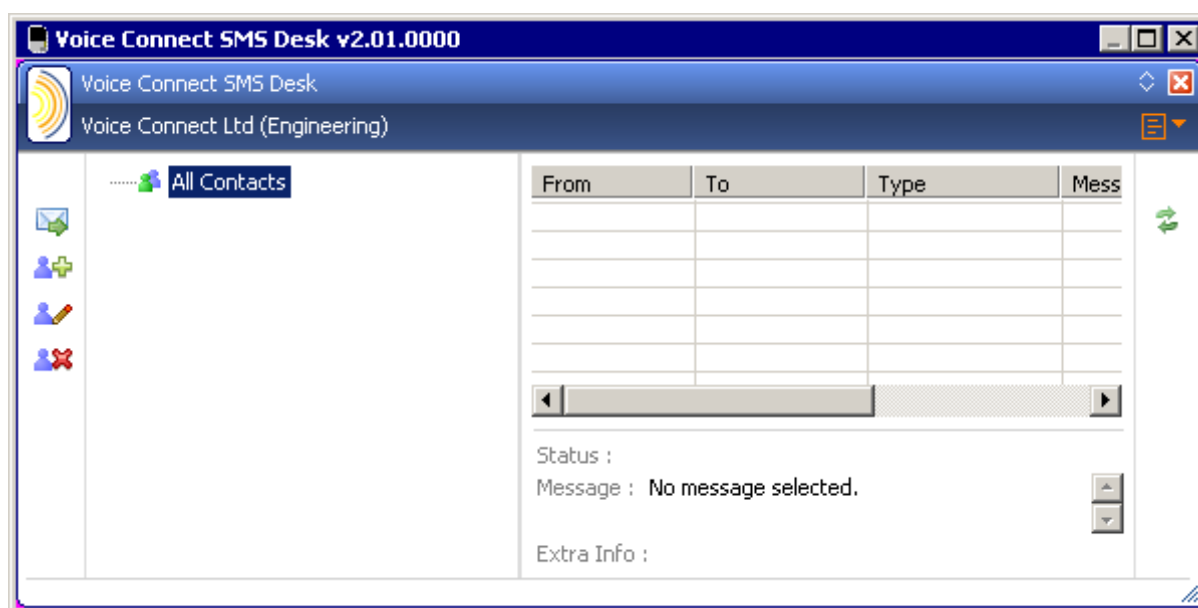 Voice Connect SMS Desk v2.01.0000
Voice Connect SMS Desk
Voice Connect Ltd (Engineering)
All Contacts
From To Type Mess
Status :
Message : No message selected.
Extra Info :